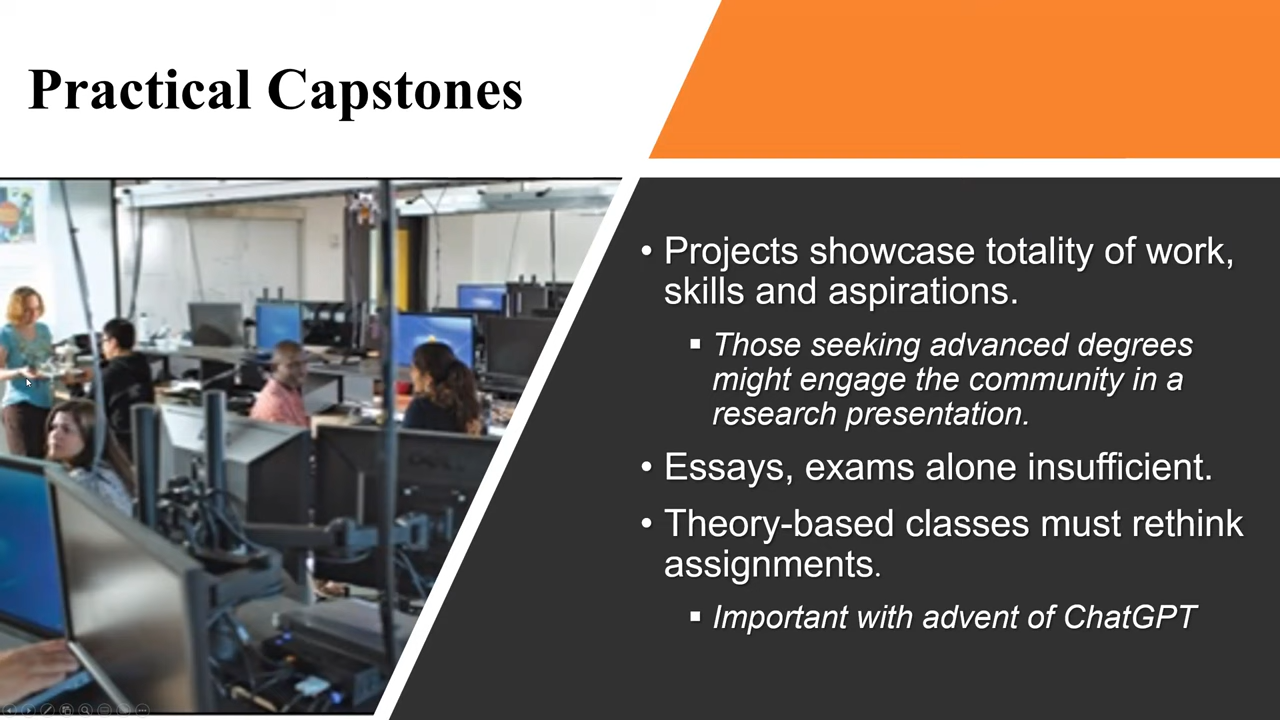 Practical Capstones
• Projects showcase totality of work,
skills and aspirations.
▪ Those seeking advanced degrees
might engage the community in a
research presentation.
• Essays, exams alone insufficient.
• Theory-based classes must rethink
assignments.
▪ Important with advent of ChatGPT